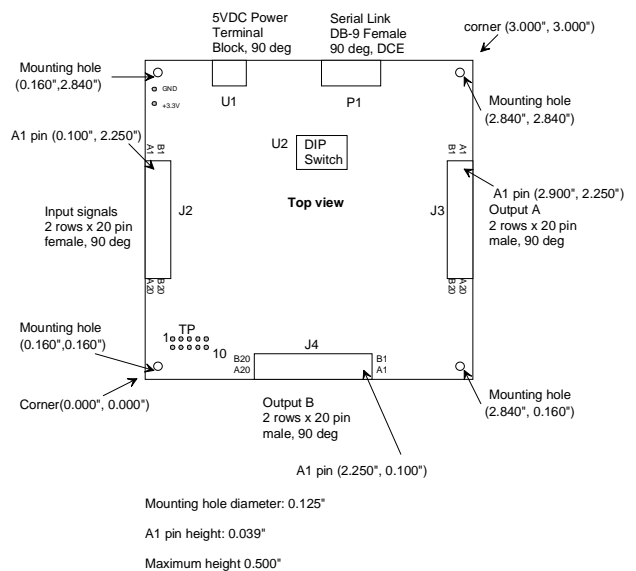 5VDC Power
Terminal
Block, 90 deg
Serial Link
DB-9 Female
90 deg, DCE
corner (3.000", 3.000")
Mounting hole
(0.160",2.840")
GND
+3.3V
U1
P1
Mounting hole
(2.840", 2.840")
A1 pin (0.100", 2.250")
A1 B1
U2
DIP
Switch
B1 A1
Input signals
2 rows x 20 pin
female, 90 deg
J2
Top view
J3
A1 pin (2.900", 2.250")
Output A
2 rows x 20 pin
male, 90 deg
A20 B20
B20 A20
Mounting hole
(0.160",0.160")
TP
1
10
J4
B20
A20
B1
A1
Corner(0.000", 0.000")
Mounting hole
(2.840", 0.160")
Output B
2 rows x 20 pin
male, 90 deg
A1 pin (2.250", 0.100")
Mounting hole diameter: 0.125"
A1 pin height: 0.039"
Maximum height 0.500"